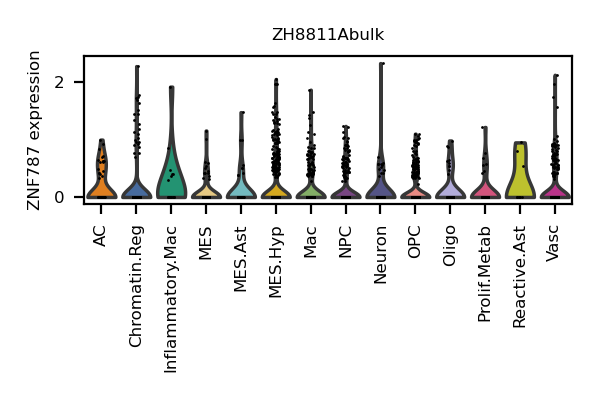 ZH8811Abulk
ZNF787 expression
2
0
AC
Chromatin.Reg
Inflammatory.Mac
MES
MES.Ast
MES.Hyp
Mac
NPC
Neuron
OPC
Oligo
Prolif.Metab
Reactive.Ast
Vasc